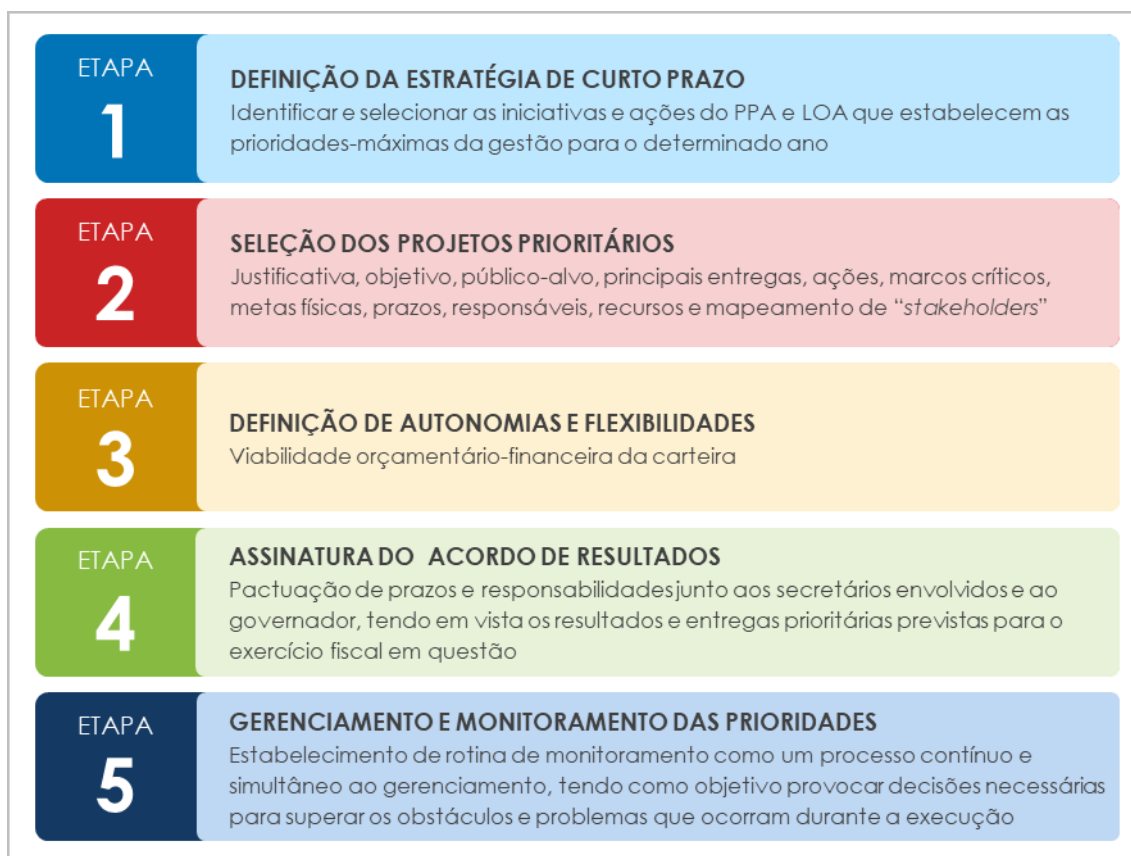 ETAPA
1
DEFINIÇÃO DA ESTRATÉGIA DE CURTO PRAZO
Identificar e selecionar as iniciativas e ações do PPA e LOA que estabelecem as
prioridades-máximas da gestão para o determinado ano
ETAPA
2
SELEÇÃO DOS PROJETOS PRIORITÁRIOS
Justificativa, objetivo, público-alvo, principais entregas, ações, marcos críticos,
metas físicas, prazos, responsáveis, recursos e mapeamento de “stakeholders”
ETAPA
3
DEFINIÇÃO DE AUTONOMIAS E FLEXIBILIDADES
Viabilidade orçamentário-financeira da carteira
ETAPA
4
ASSINATURA DO ACORDO DE RESULTADOS
Pactuação de prazos e responsabilidades junto aos secretários envolvidos e ao
governador, tendo em vista os resultados e entregas prioritárias previstas para o
exercício fiscal em questão
ETAPA
5
GERENCIAMENTO E MONITORAMENTO DAS PRIORIDADES
Estabelecimento de rotina de monitoramento como um processo contínuo e
simultâneo ao gerenciamento, tendo como objetivo provocar decisões necessárias
para superar os obstáculos e problemas que ocorram durante a execução